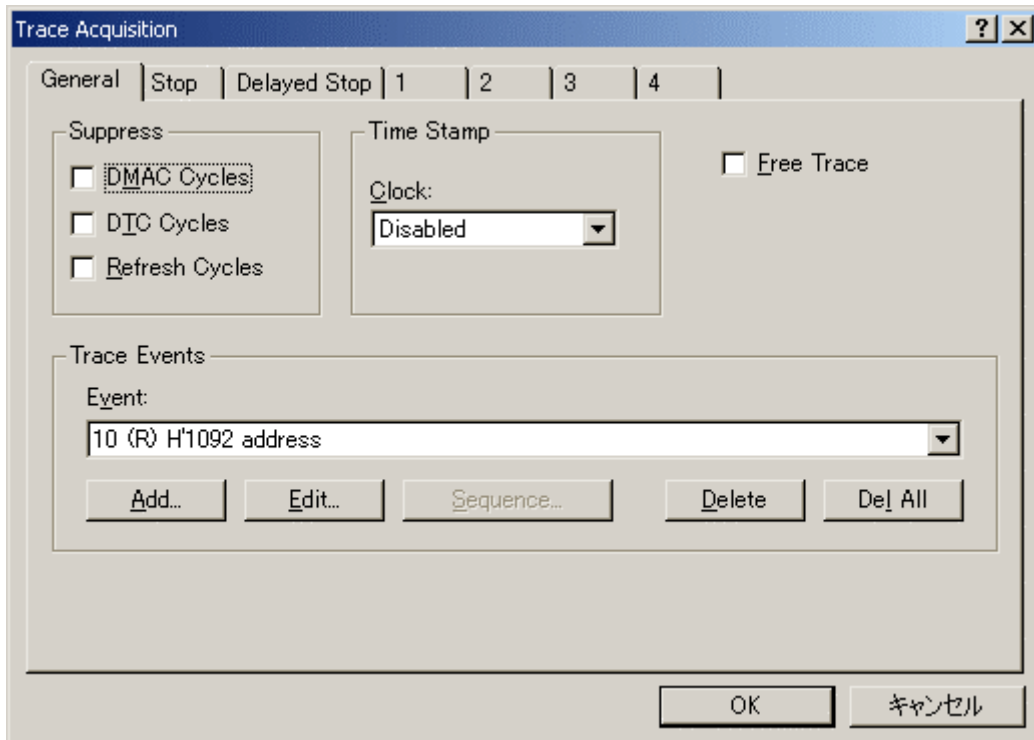 Trace Acquisition
General Stop Delayed Stop 1 2 3 4
Suppress
DMAC Cycles
DTC Cycles
Refresh Cycles
Time Stamp
Clock:
Disabled
Free Trace
Trace Events
Event:
10 (R) H'1092 address
Add... Edit... Sequence... Delete Del All
OK キャンセル